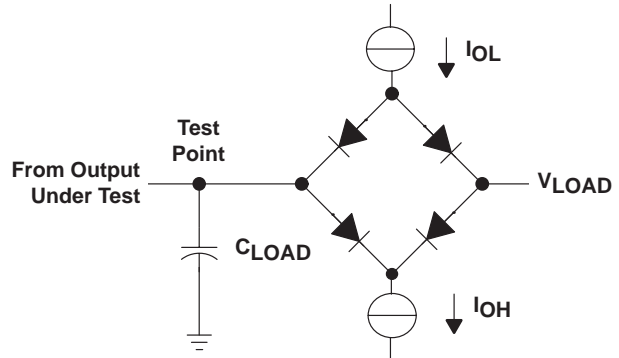 IOL
Test
Point
From Output
Under Test
VLOAD
CLOAD
IOH